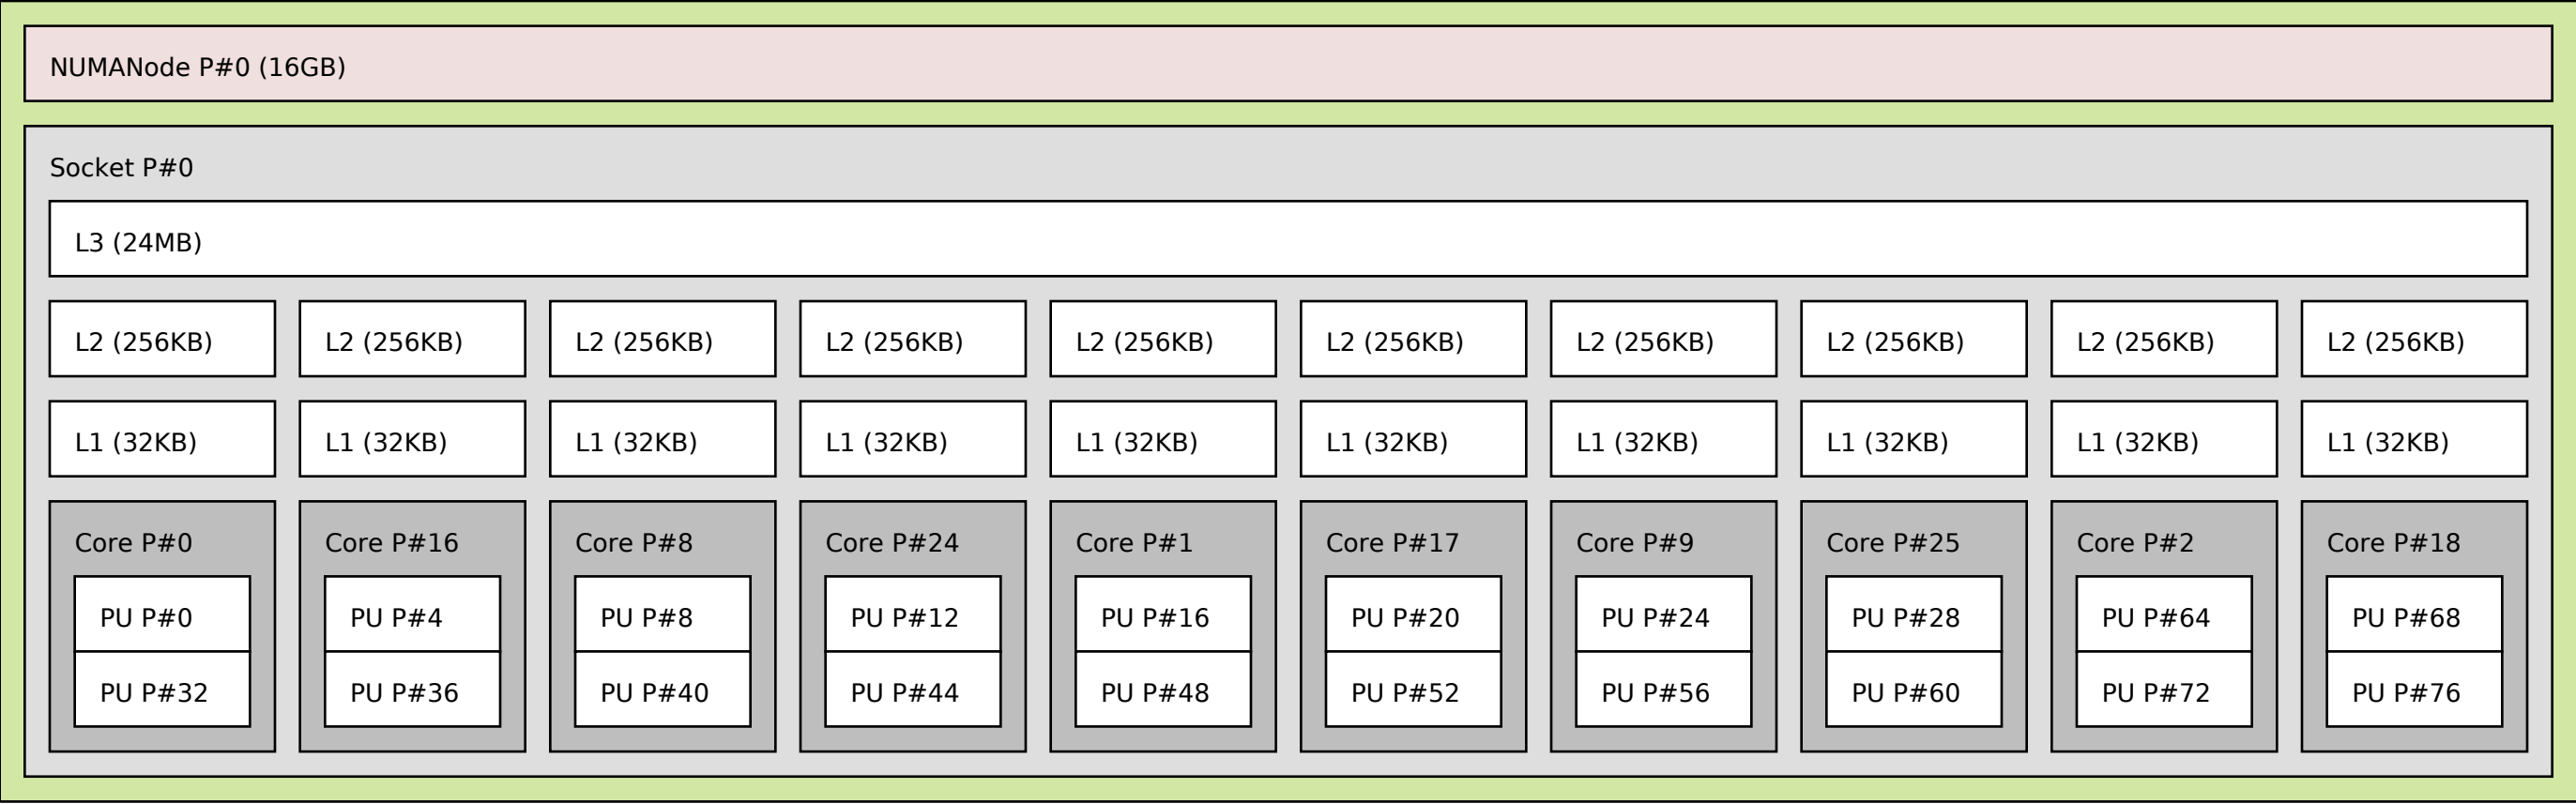 NUMANode P#0 (16GB)
Socket P#0
L3 (24MB)
L2 (256KB) L2 (256KB) L2 (256KB) L2 (256KB) L2 (256KB) L2 (256KB) L2 (256KB) L2 (256KB) L2 (256KB) L2 (256KB)
L1 (32KB) L1 (32KB) L1 (32KB) L1 (32KB) L1 (32KB) L1 (32KB) L1 (32KB) L1 (32KB) L1 (32KB) L1 (32KB)
Core P#0 Core P#16 Core P#8 Core P#24 Core P#1 Core P#17 Core P#9 Core P#25 Core P#2 Core P#18
PU P#0 PU P#4 PU P#8 PU P#12 PU P#16 PU P#20 PU P#24 PU P#28 PU P#64 PU P#68
PU P#32 PU P#36 PU P#40 PU P#44 PU P#48 PU P#52 PU P#56 PU P#60 PU P#72 PU P#76